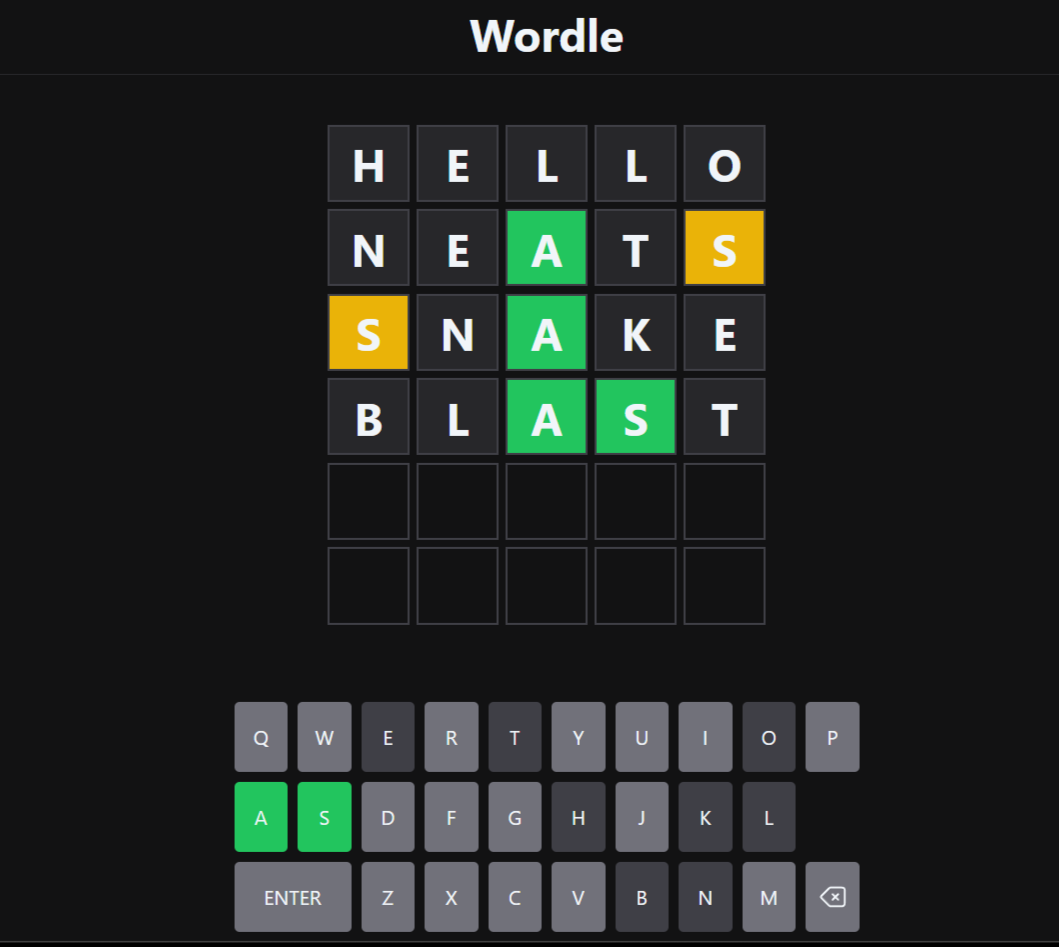 Wordle
H E L L O
N E A T S
S N A K E
B L A S T
Q W E R T Y U I O P
A S D F G H J K L
ENTER Z X C V B N M